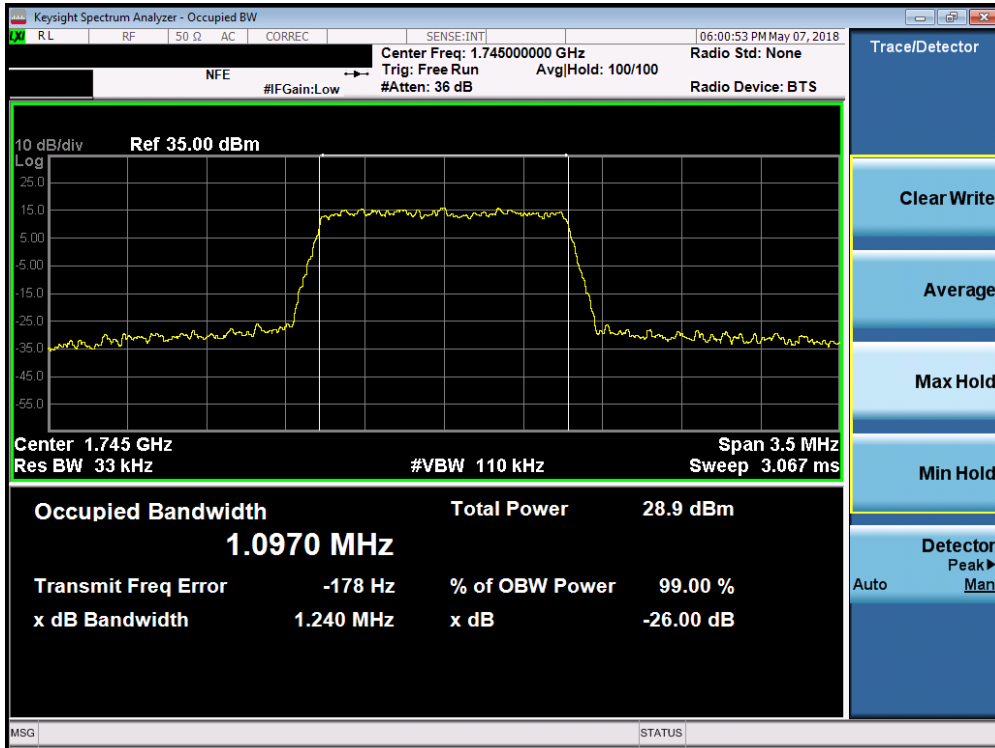 Keysight Spectrum Analyzer - Occupied BW
LXI RL RF 50 Ω AC CORREC SENSE:INT 06:00:53 PM May 07, 2018
Center Freq: 1.745000000 GHz Radio Std: None
NFE Trig: Free Run Avg|Hold: 100/100
#IFGain:Low #Atten: 36 dB Radio Device: BTS
10 dB/div Ref 35.00 dBm
Log
25.0
15.0
5.00
-5.00
-15.0
-25.0
-35.0
-45.0
-55.0
Center 1.745 GHz Span 3.5 MHz
Res BW 33 kHz #VBW 110 kHz Sweep 3.067 ms
Occupied Bandwidth Total Power 28.9 dBm
1.0970 MHz
Transmit Freq Error -178 Hz % of OBW Power 99.00 %
x dB Bandwidth 1.240 MHz x dB -26.00 dB
MSG STATUS
Trace/Detector
Clear Write
Average
Max Hold
Min Hold
Detector
Peak▶
Auto Man